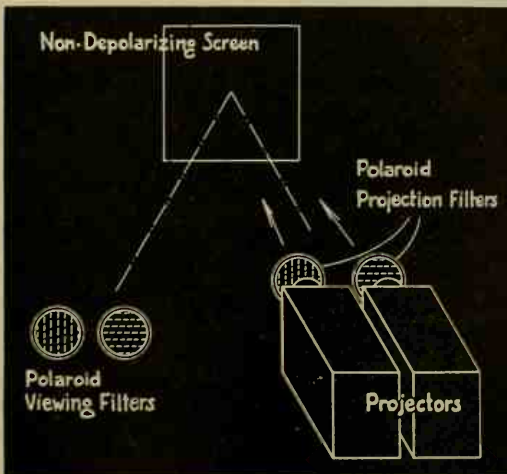 Non-Depolarizing Screen
Polaroid
Projection Filters
Polaroid
Viewing Filters
Projectors